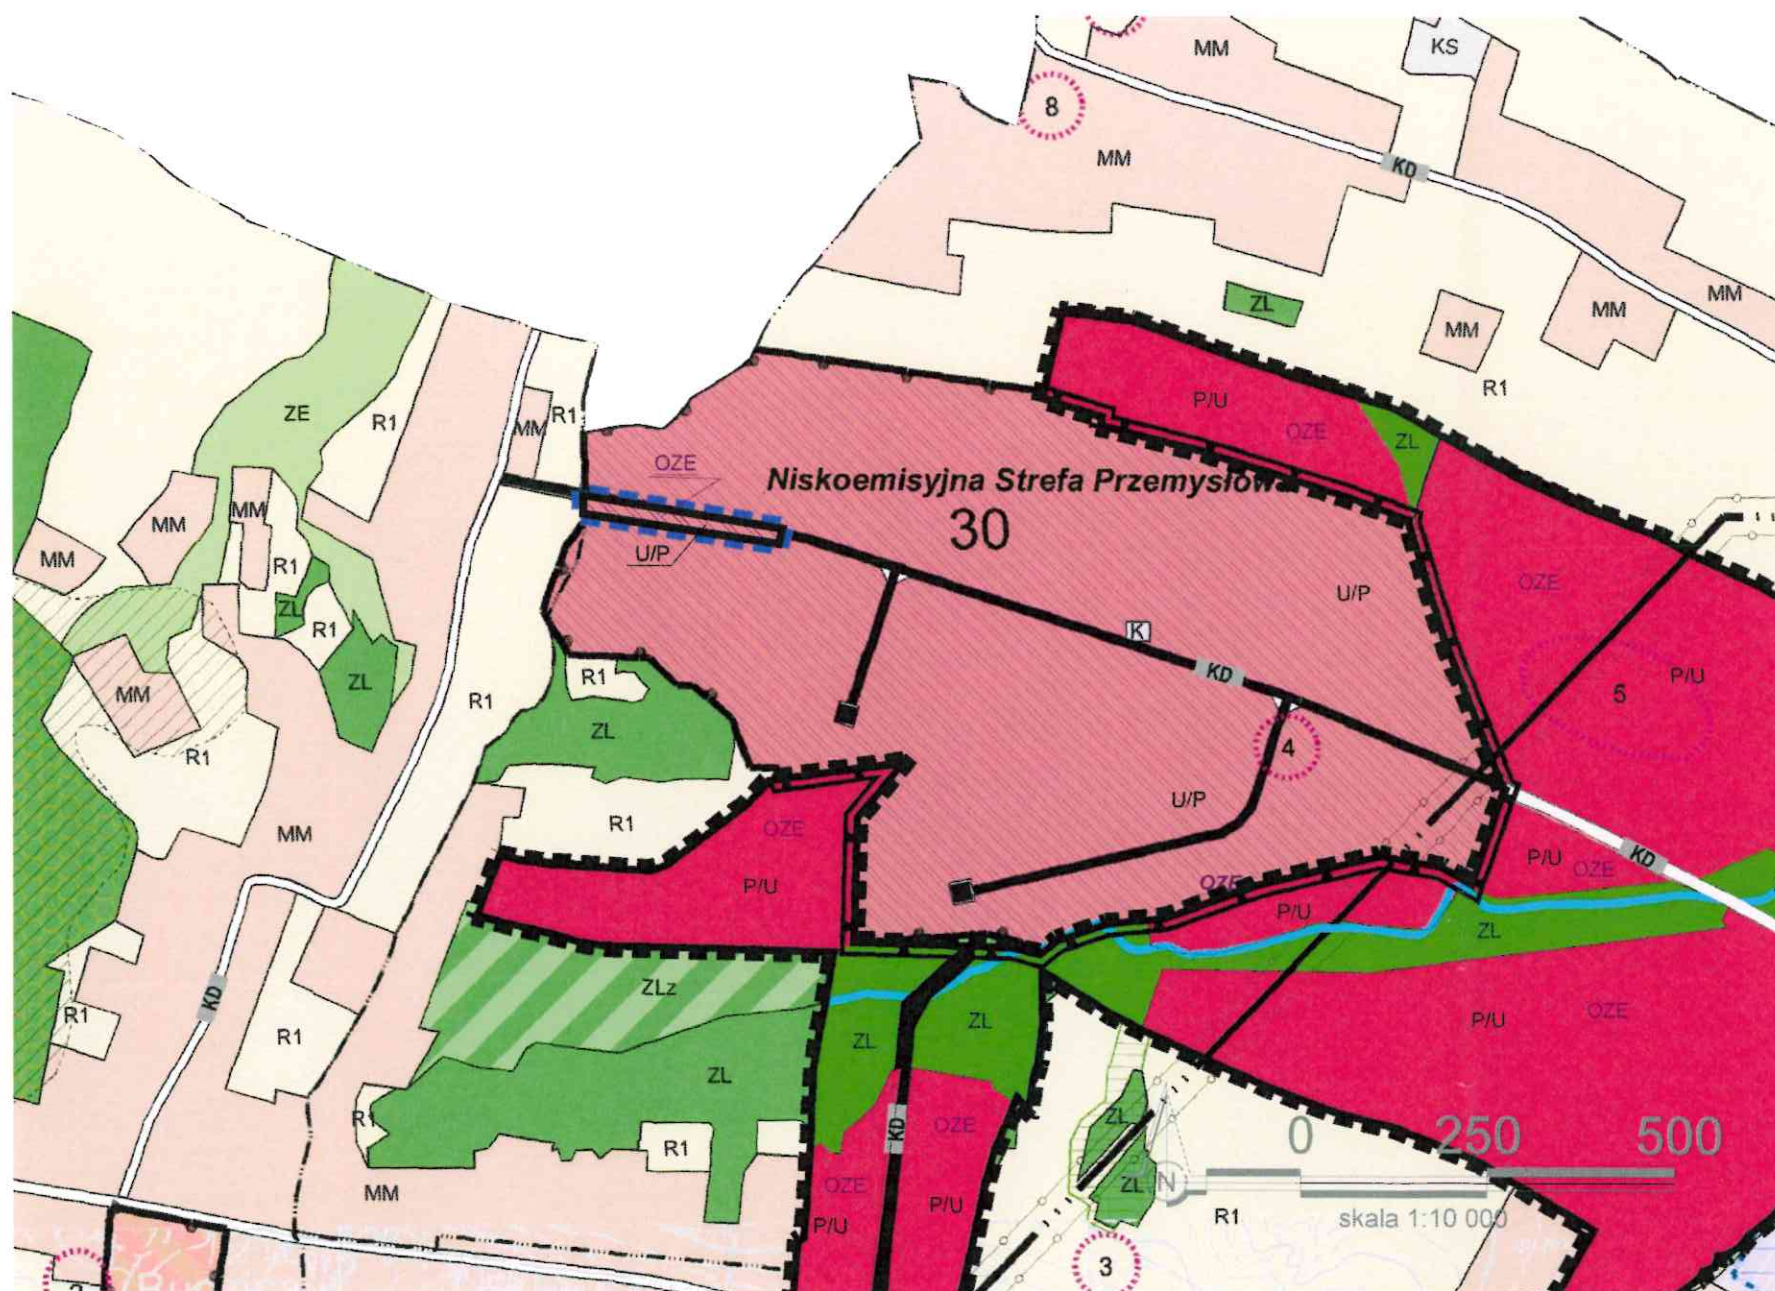 MM
KS
8
MM
KD
ZL
MM
MM
MM
R1
ZE
R1
MM
R1
P/U
OZE
ZL
OZE
Niskoemisyjna Strefa Przemysłowa
30
MM
MM
MM
R1
U/P
U/P
OZE
ZL
R1
ZL
K
KD
5
P/U
MM
R1
R1
R1
ZL
4
MM
R1
OZE
U/P
P/U
KD
OZE
P/U
OZE
P/U
ZL
KD
R1
R1
ZLz
ZL
ZL
P/U
OZE
ZL
R1
R1
KD
OZE
ZL
0 250 500
MM
OZE
P/U
P/U
ZL
N
R1
skala 1:10 000
3